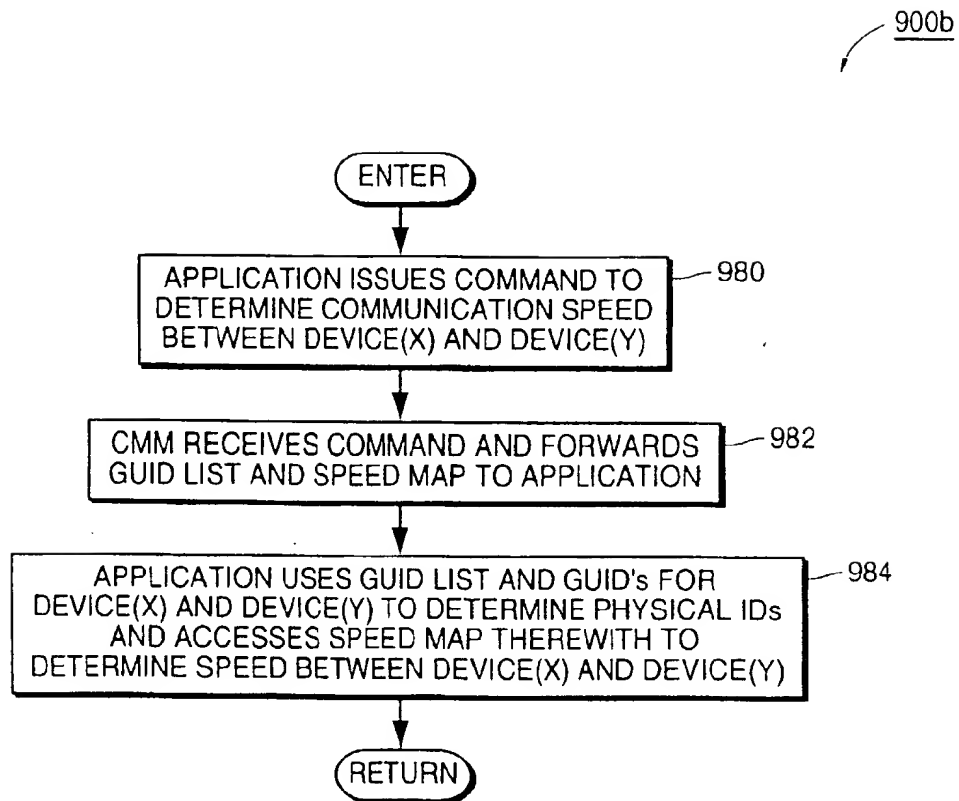 900b
ENTER
APPLICATION ISSUES COMMAND TO
DETERMINE COMMUNICATION SPEED
BETWEEN DEVICE(X) AND DEVICE(Y)
980
CMM RECEIVES COMMAND AND FORWARDS
GUID LIST AND SPEED MAP TO APPLICATION
982
APPLICATION USES GUID LIST AND GUID's FOR
DEVICE(X) AND DEVICE(Y) TO DETERMINE PHYSICAL IDs
AND ACCESSES SPEED MAP THEREWITH TO
DETERMINE SPEED BETWEEN DEVICE(X) AND DEVICE(Y)
984
RETURN